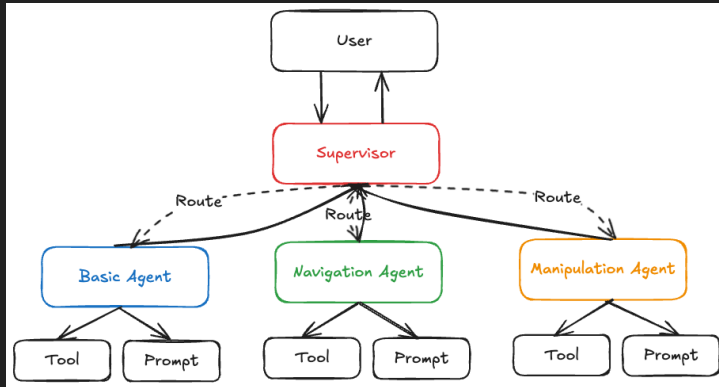 User
Supervisor
Route
Route
Route
Basic Agent
Navigation Agent
Manipulation Agent
Tool
Prompt
Tool
Prompt
Tool
Prompt